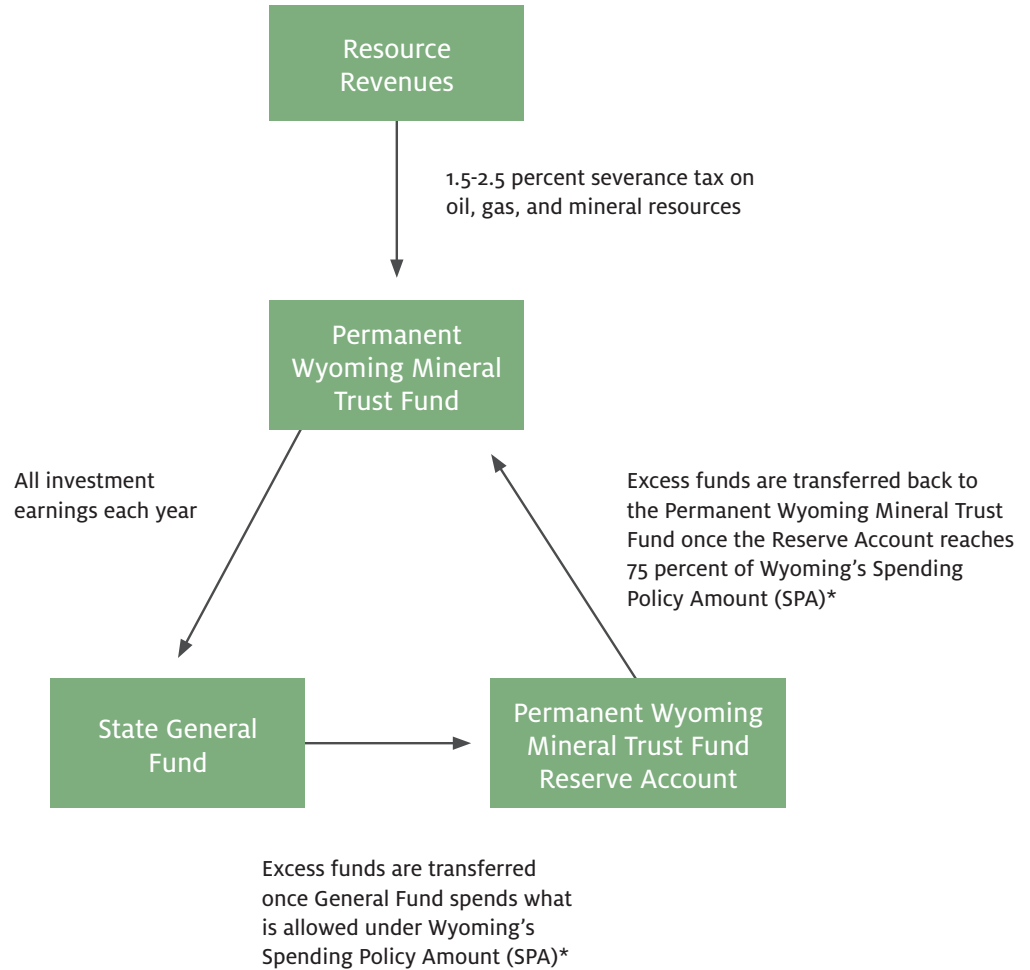 Resource
Revenues
1.5-2.5 percent severance tax on
oil, gas, and mineral resources
Permanent
Wyoming Mineral
Trust Fund
All investment
earnings each year
Excess funds are transferred back to
the Permanent Wyoming Mineral Trust
Fund once the Reserve Account reaches
75 percent of Wyoming’s Spending
Policy Amount (SPA)*
State General
Fund
Permanent Wyoming
Mineral Trust Fund
Reserve Account
Excess funds are transferred
once General Fund spends what
is allowed under Wyoming’s
Spending Policy Amount (SPA)*